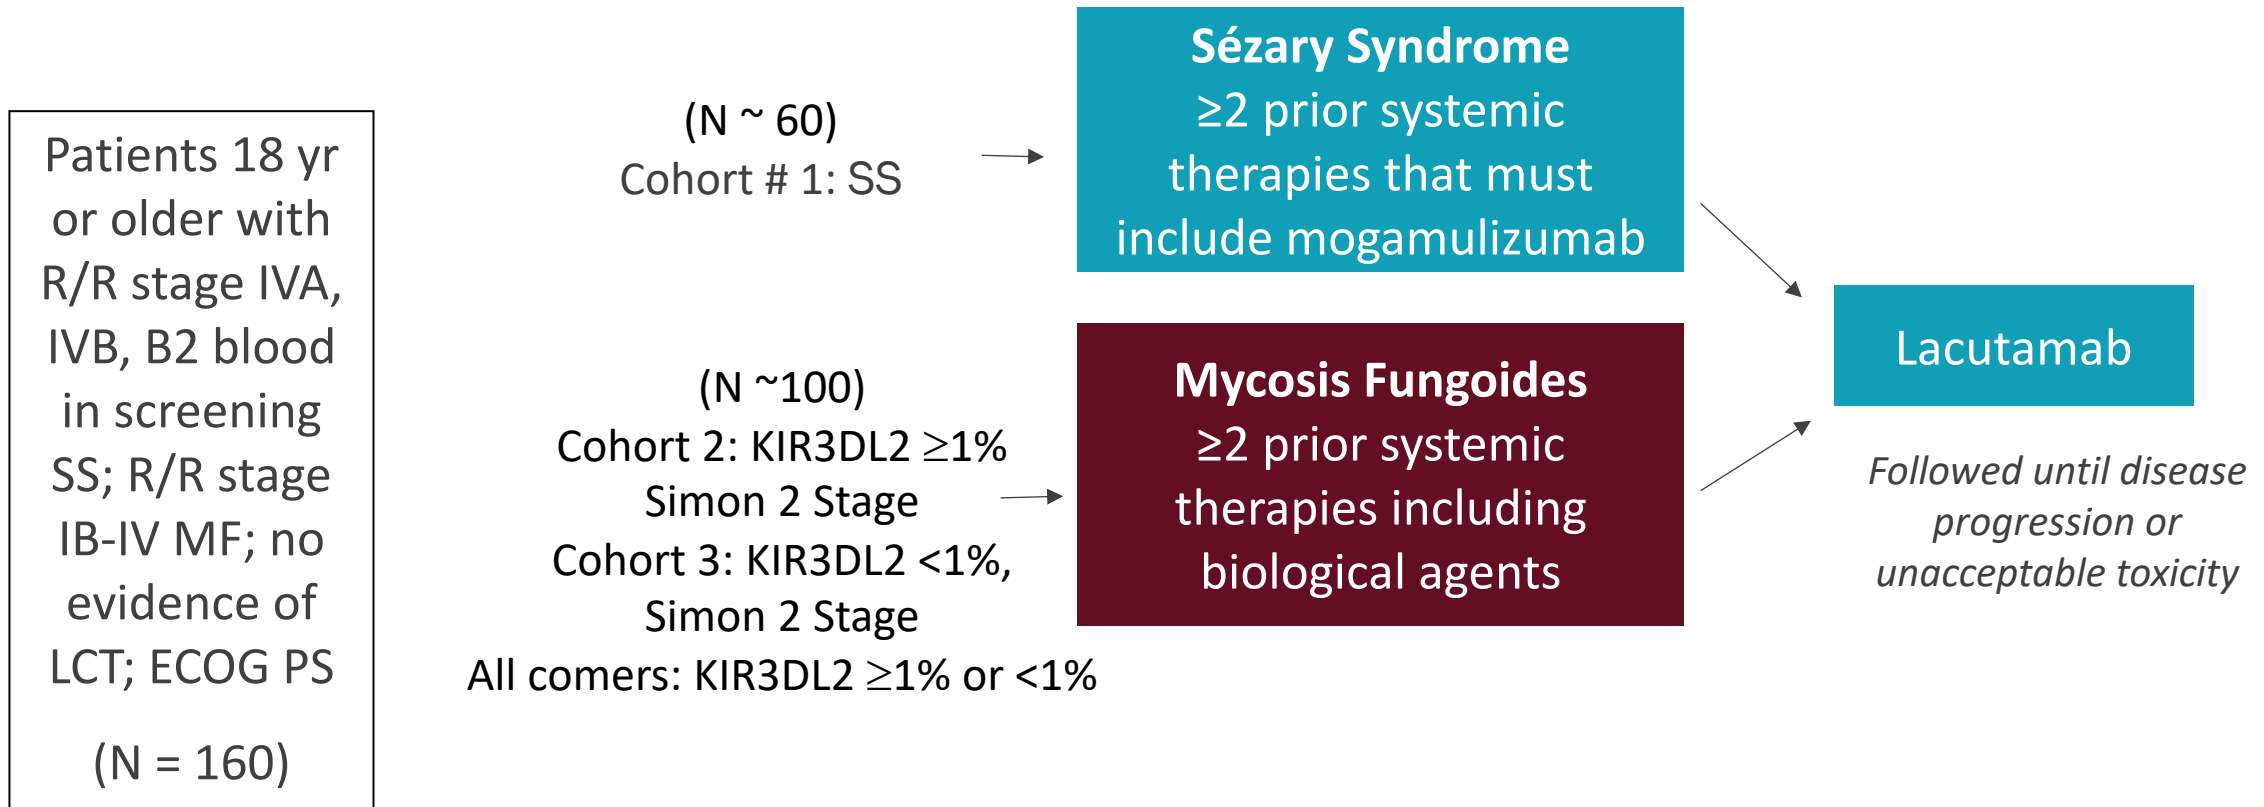 Patients 18 yr
or older with
R/R stage IVA,
IVB, B2 blood
in screening
SS; R/R stage
IB-IV MF; no
evidence of
LCT; ECOG PS
(N = 160)
(N ~ 60)
Cohort # 1: SS
(N ~100)
Cohort 2: KIR3DL2 ≥1%
Simon 2 Stage
Cohort 3: KIR3DL2 <1%,
Simon 2 Stage
All comers: KIR3DL2 ≥1% or <1%
Sézary Syndrome
≥2 prior systemic
therapies that must
include mogamulizumab
Mycosis Fungoides
≥2 prior systemic
therapies including
biological agents
Lacutamab
Followed until disease
progression or
unacceptable toxicity